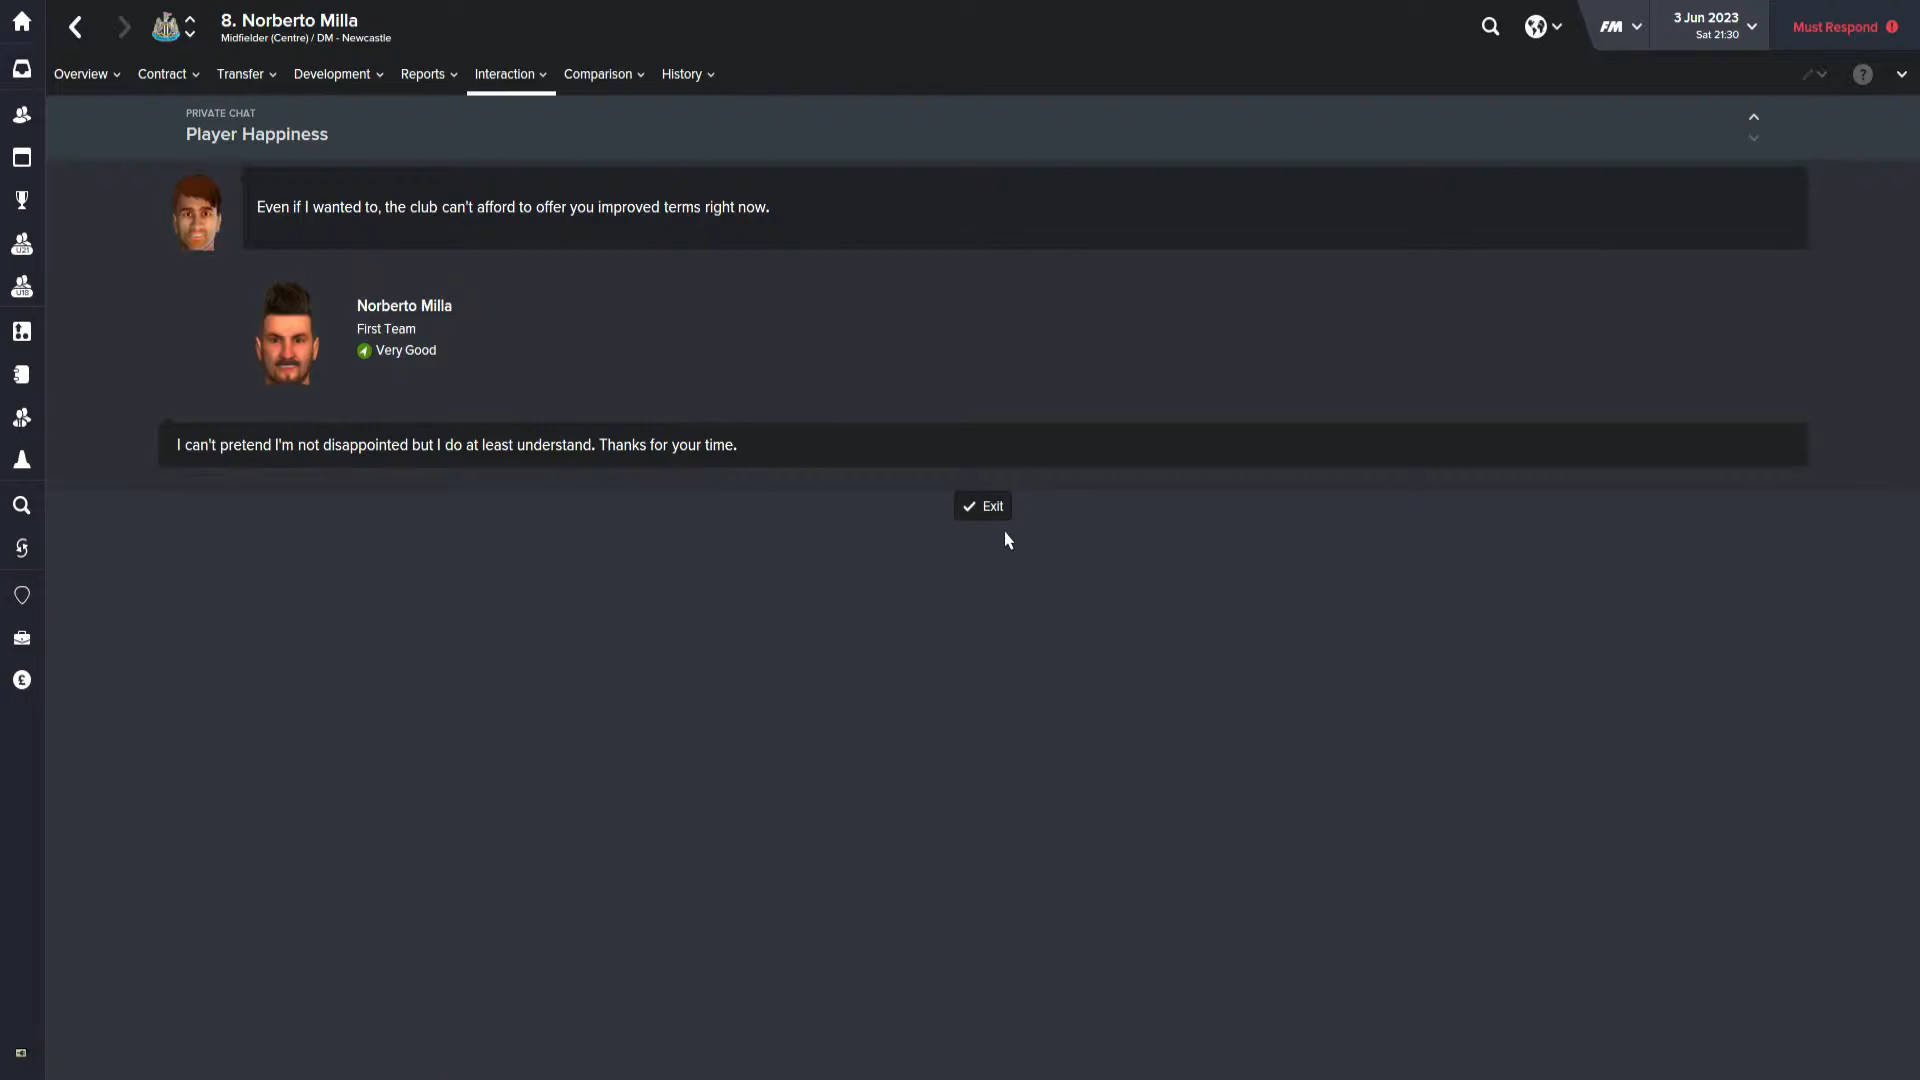 8. Norberto Milla
Midfielder (Centre) / DM - Newcastle
FM
3 Jun 2023
Sat 21:30
Must Respond
Overview
Contract
Transfer
Development
Reports
Interaction
Comparison
History
?
PRIVATE CHAT
Player Happiness
Even if I wanted to, the club can't afford to offer you improved terms right now.
Norberto Milla
First Team
Very Good
I can't pretend I'm not disappointed but I do at least understand. Thanks for your time.
Exit
U21
U18
£